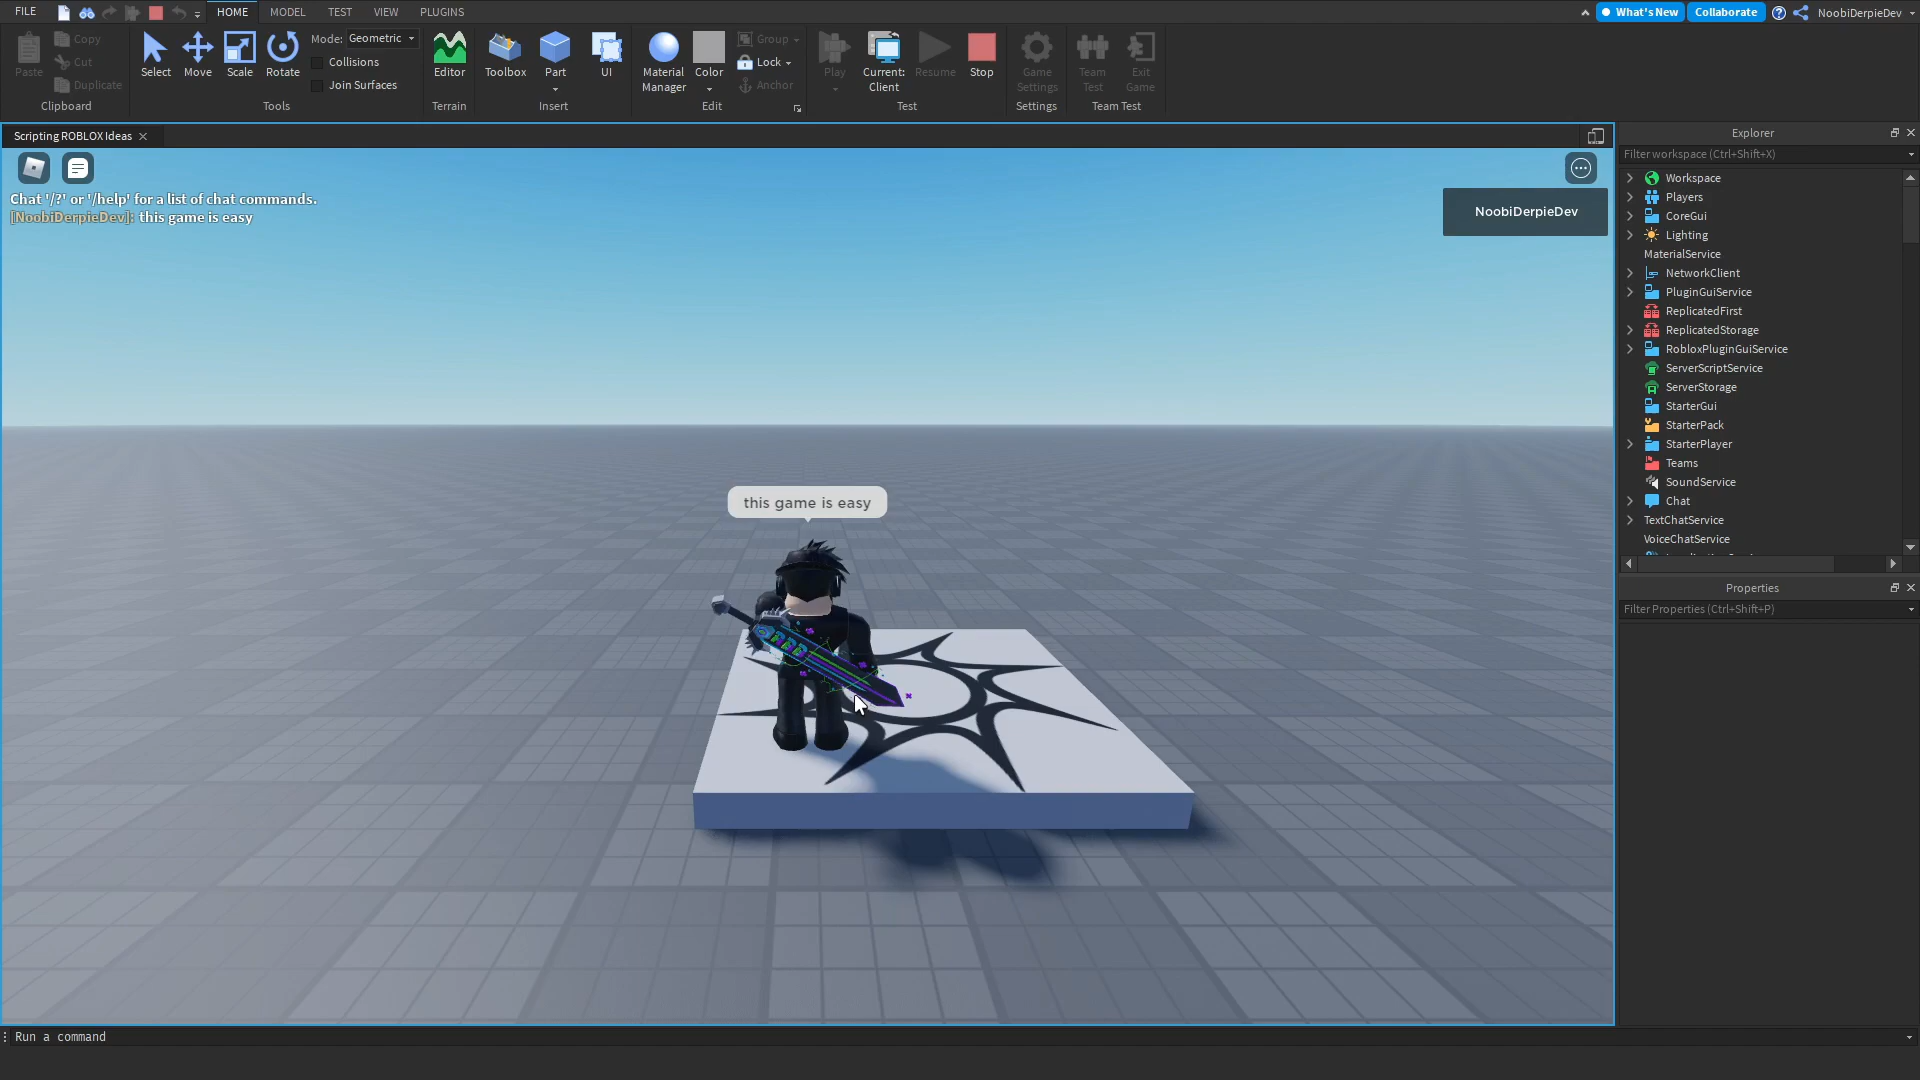 FILE
HOME
MODEL
TEST
VIEW
PLUGINS
What's New
Collaborate
NoobiDerpieDev
Paste
Copy
Cut
Duplicate
Clipboard
Select
Move
Scale
Rotate
Mode: Geometric
Collisions
Join Surfaces
Tools
Editor
Terrain
Toolbox
Part
UI
Insert
Material
Manager
Color
Group
Lock
Anchor
Edit
Play
Current:
Client
Resume
Stop
Test
Game
Settings
Settings
Team
Test
Exit
Game
Team Test
Scripting ROBLOX Ideas
Chat '/?' or '/help' for a list of chat commands.
[NoobiDerpieDev]: this game is easy
NoobiDerpieDev
this game is easy
Explorer
Filter workspace (Ctrl+Shift+X)
Workspace
Players
CoreGui
Lighting
MaterialService
NetworkClient
PluginGuiService
ReplicatedFirst
ReplicatedStorage
RobloxPluginGuiService
ServerScriptService
ServerStorage
StarterGui
StarterPack
StarterPlayer
Teams
SoundService
Chat
TextChatService
VoiceChatService
Properties
Filter Properties (Ctrl+Shift+P)
Run a command